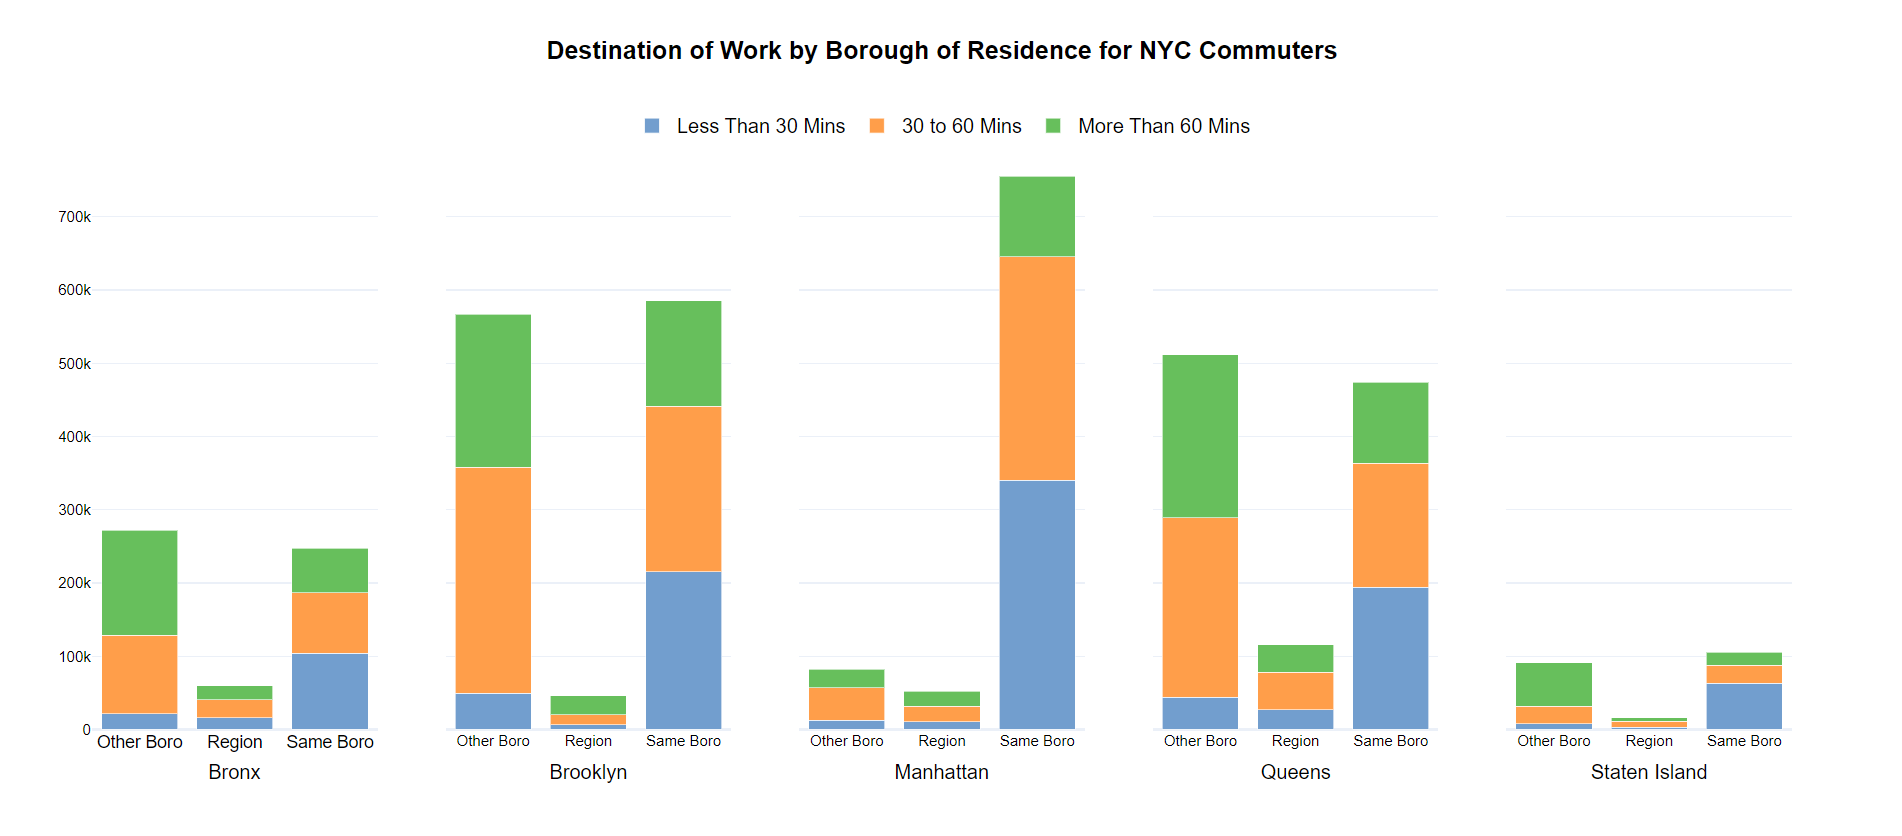 Destination of Work by Borough of Residence for NYC Commuters
Less Than 30 Mins 30 to 60 Mins More Than 60 Mins
700k
600k
500k
400k
300k
200k
100k
0
Other Boro Region Same Boro Other Boro Region Same Boro Other Boro Region Same Boro Other Boro Region Same Boro Other Boro Region Same Boro
Bronx Brooklyn Manhattan Queens Staten Island